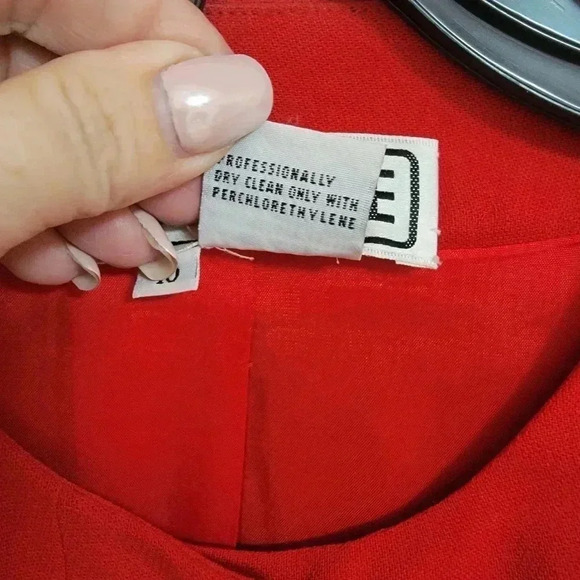 PROFESSIONALLY
DRY CLEAN ONLY WITH
PERCHLORETHYLENE
E